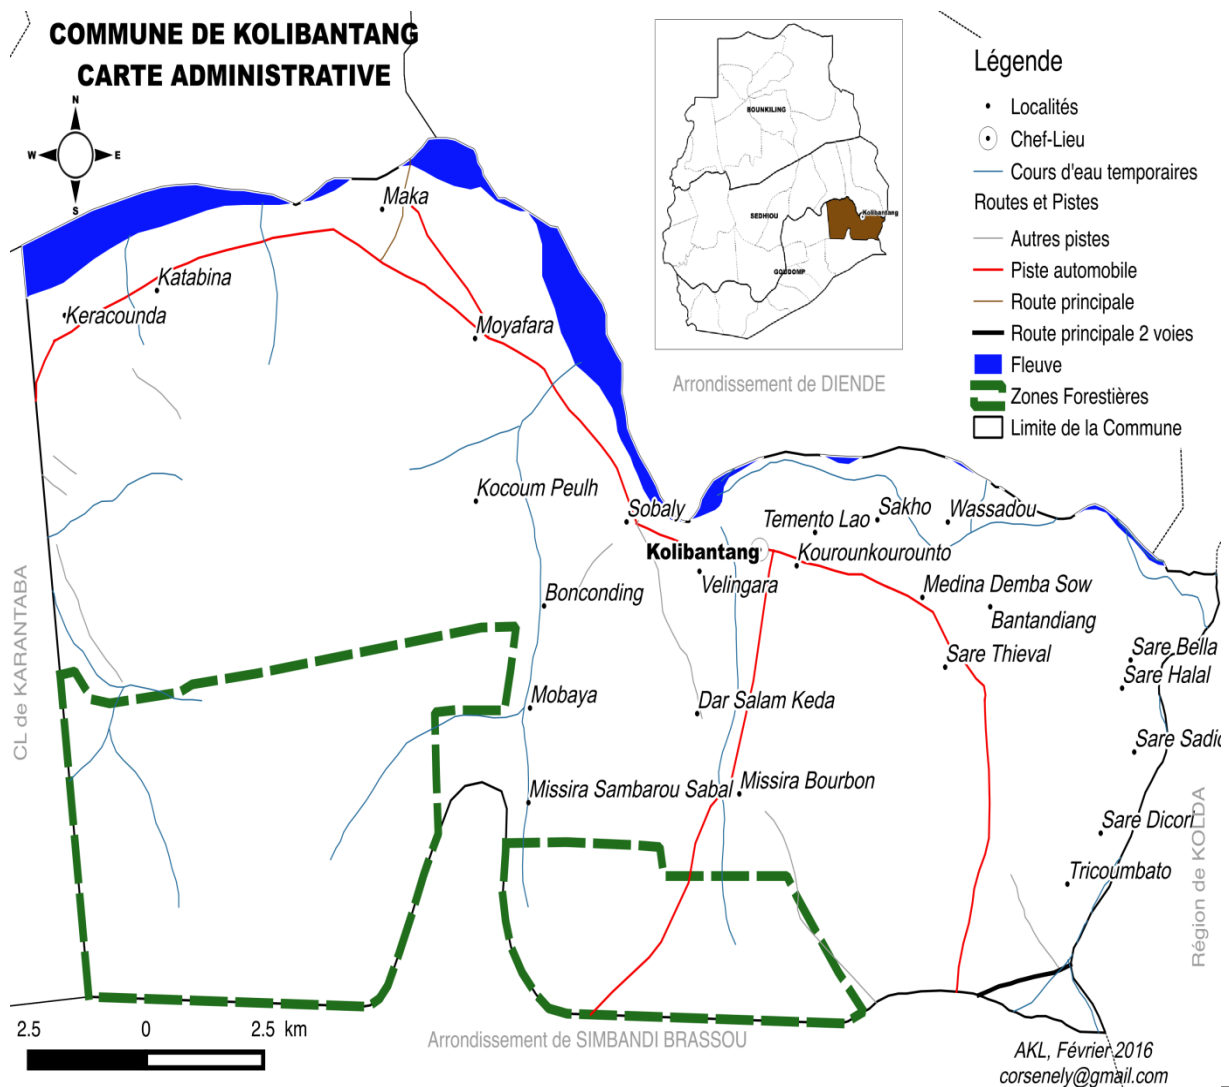 COMMUNE DE KOLIBANTANG
CARTE ADMINISTRATIVE
N
W
E
S
BOUNKILING
SEDHIOU
Kolibantang
GOUDOMP
Légende
Localités
Chef-Lieu
Cours d'eau temporaires
Routes et Pistes
Autres pistes
Piste automobile
Route principale
Route principale 2 voies
Fleuve
Zones Forestières
Limite de la Commune
Arrondissement de DIENDE
Maka
Katabina
Keracounda
Moyafara
Kocoum Peulh
Sobaly
Temento Lao
Sakho
Wassadou
Kolibantang
Kourounkourounto
Velingara
Medina Demba Sow
Bonconding
Bantandiang
Sare Thieval
Sare Bella
Sare Halal
Mobaya
Dar Salam Keda
Sare Sadio
Missira Sambarou Sabal
Missira Bourbon
Sare Dicori
Tricoumbato
CL de KARANTABA
Région de KOLDA
2.5 0 2.5 km
Arrondissement de SIMBANDI BRASSOU
AKL, Février 2016
corsenely@gmail.com